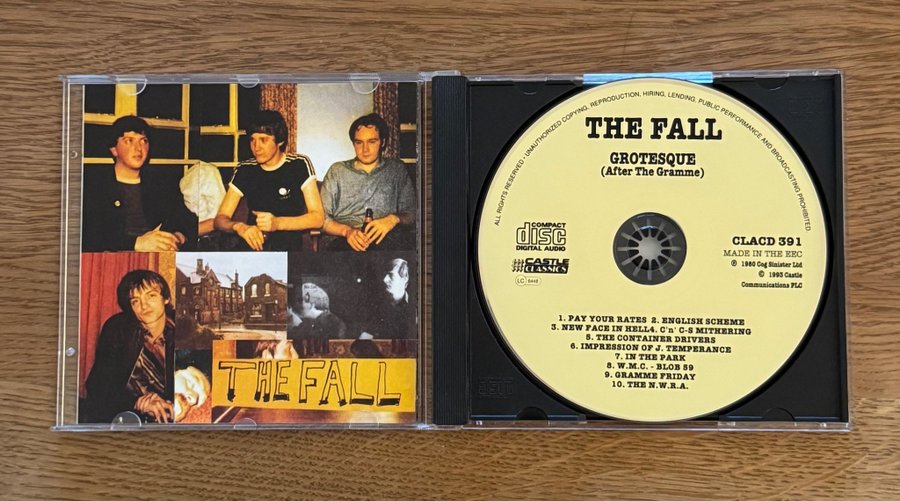 THE FALL
ALL RIGHTS RESERVED • UNAUTHORIZED COPYING, REPRODUCTION, HIRING, LENDING, PUBLIC PERFORMANCE AND BROADCASTING PROHIBITED.
THE FALL
GROTESQUE
(After The Gramme)
COMPACT
disc
DIGITAL AUDIO
CASTLE
CLASSICS
LC 6448
CLACD 391
MADE IN THE EEC
℗ 1980 Cog Sinister Ltd
© 1993 Castle
Communications PLC
1. PAY YOUR RATES 2. ENGLISH SCHEME
3. NEW FACE IN HELL4. C'n' C-S MITHERING
5. THE CONTAINER DRIVERS
6. IMPRESSION OF J. TEMPERANCE
7. IN THE PARK
8. W.M.C. - BLOB 59
9. GRAMME FRIDAY
10. THE N.W.R.A.